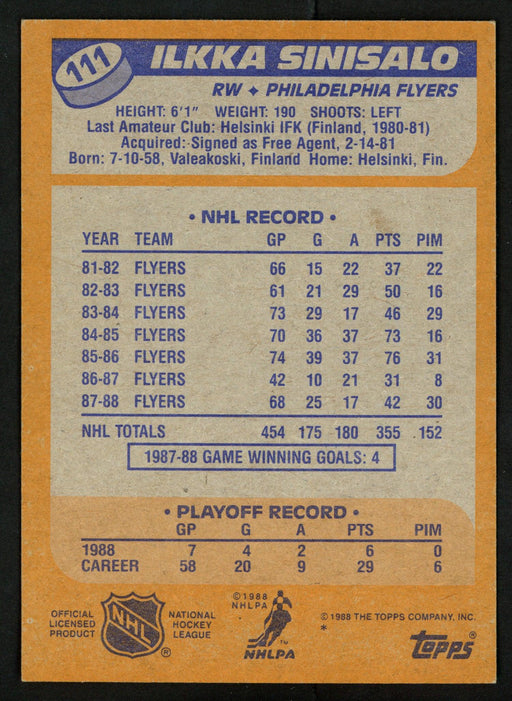 111
ILKKA SINISALO
RW ✦ PHILADELPHIA FLYERS
HEIGHT: 6'1" WEIGHT: 190 SHOOTS: LEFT
Last Amateur Club: Helsinki IFK (Finland, 1980-81)
Acquired: Signed as Free Agent, 2-14-81
Born: 7-10-58, Valeakoski, Finland Home: Helsinki, Fin.
• NHL RECORD •
YEAR TEAM GP G A PTS PIM
81-82 FLYERS 66 15 22 37 22
82-83 FLYERS 61 21 29 50 16
83-84 FLYERS 73 29 17 46 29
84-85 FLYERS 70 36 37 73 16
85-86 FLYERS 74 39 37 76 31
86-87 FLYERS 42 10 21 31 8
87-88 FLYERS 68 25 17 42 30
NHL TOTALS 454 175 180 355 152
1987-88 GAME WINNING GOALS: 4
• PLAYOFF RECORD •
GP G A PTS PIM
1988 7 4 2 6 0
CAREER 58 20 9 29 6
OFFICIAL
LICENSED
PRODUCT
NHL
®
NATIONAL
HOCKEY
LEAGUE
© 1988
NHLPA
™
NHLPA
© 1988 THE TOPPS COMPANY, INC.
*
topps®